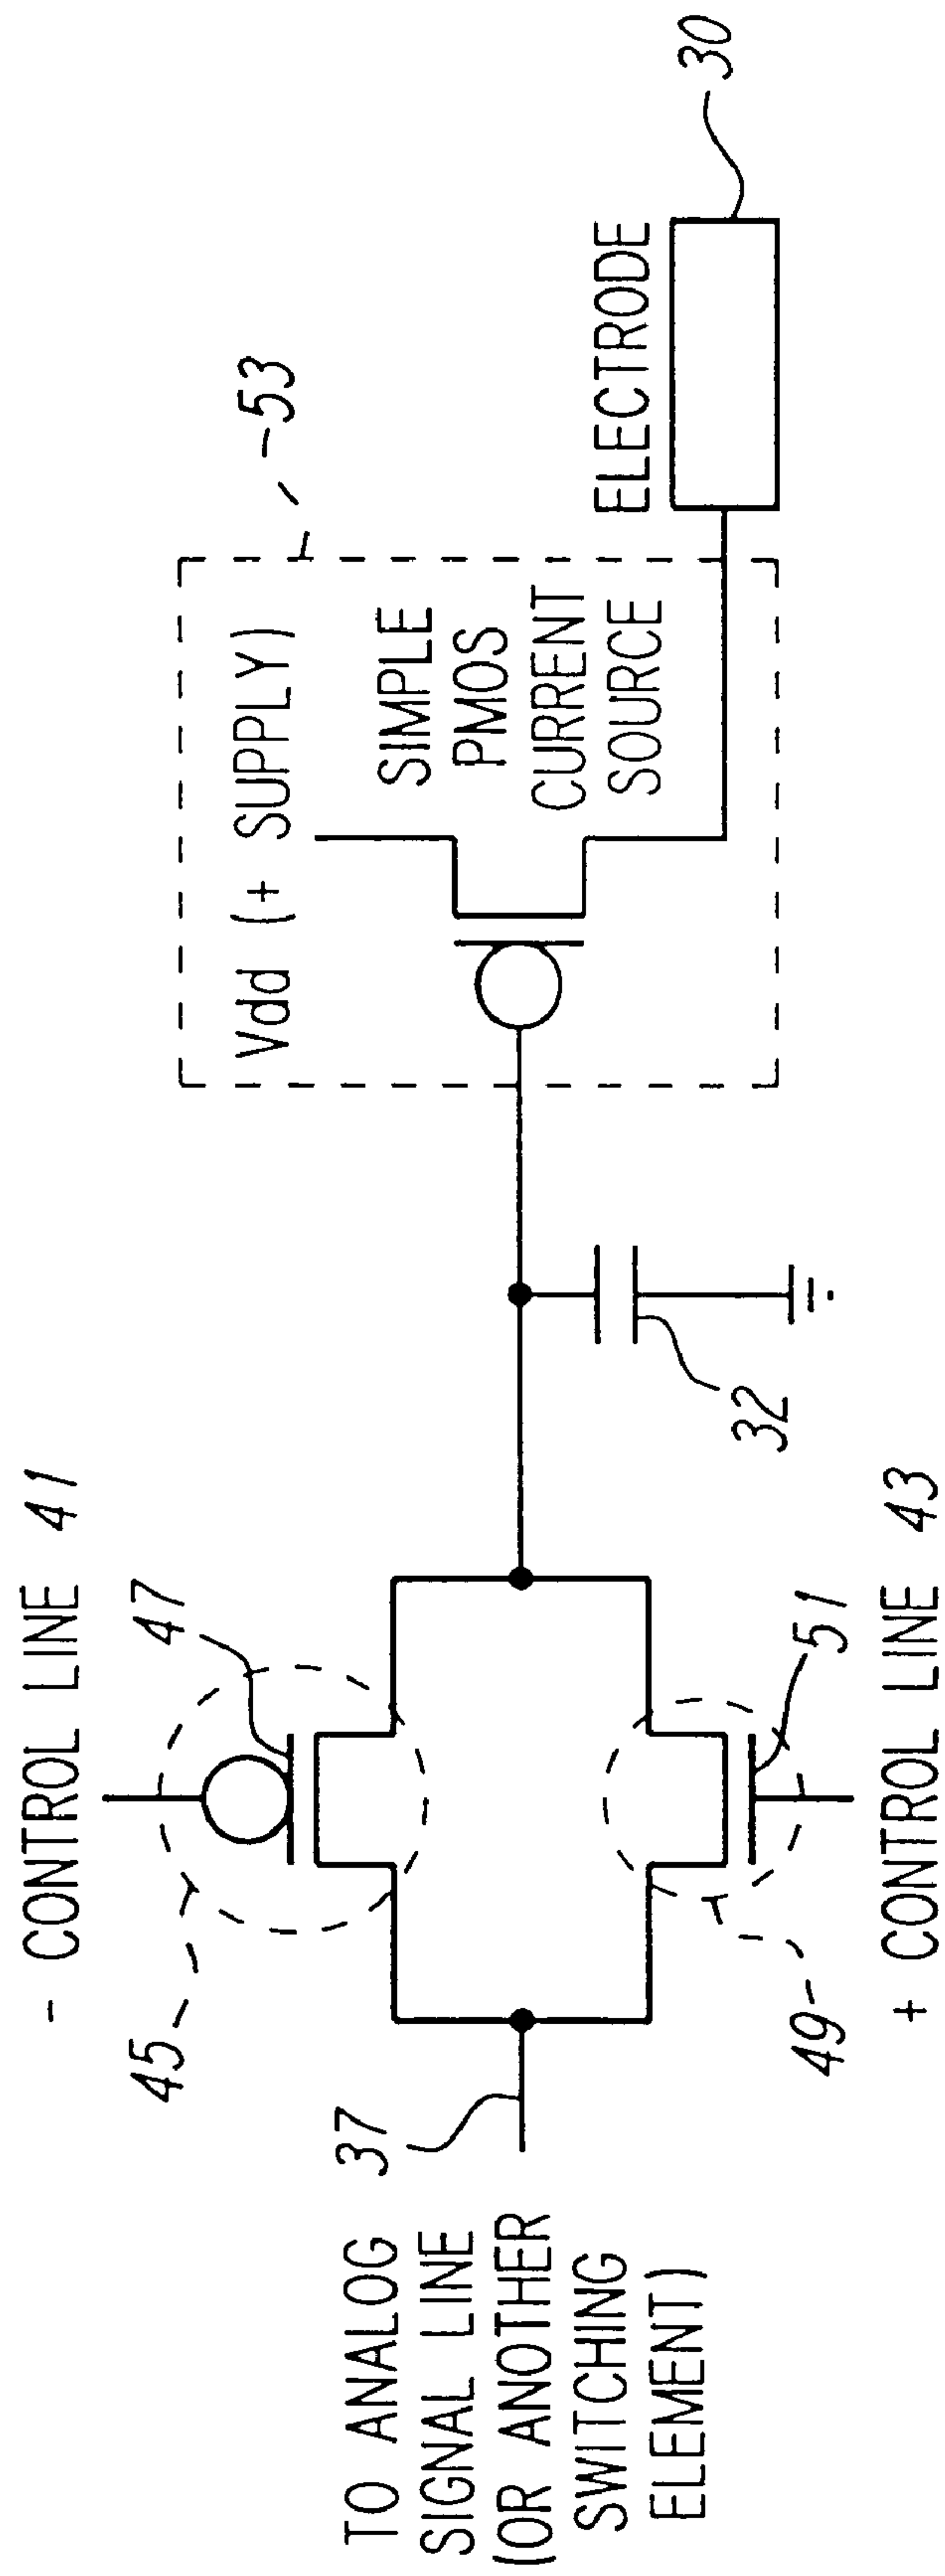 - CONTROL LINE 41
45
47
37
TO ANALOG
SIGNAL LINE
(OR ANOTHER
SWITCHING
ELEMENT)
49
51
+ CONTROL LINE 43
32
Vdd (+ SUPPLY)
53
SIMPLE
PMOS
CURRENT
SOURCE
ELECTRODE
30